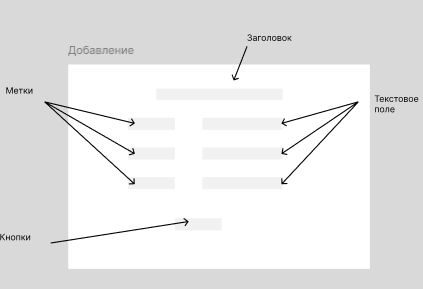 Заголовок
Добавление
Метки
Текстовое
поле
Кнопки